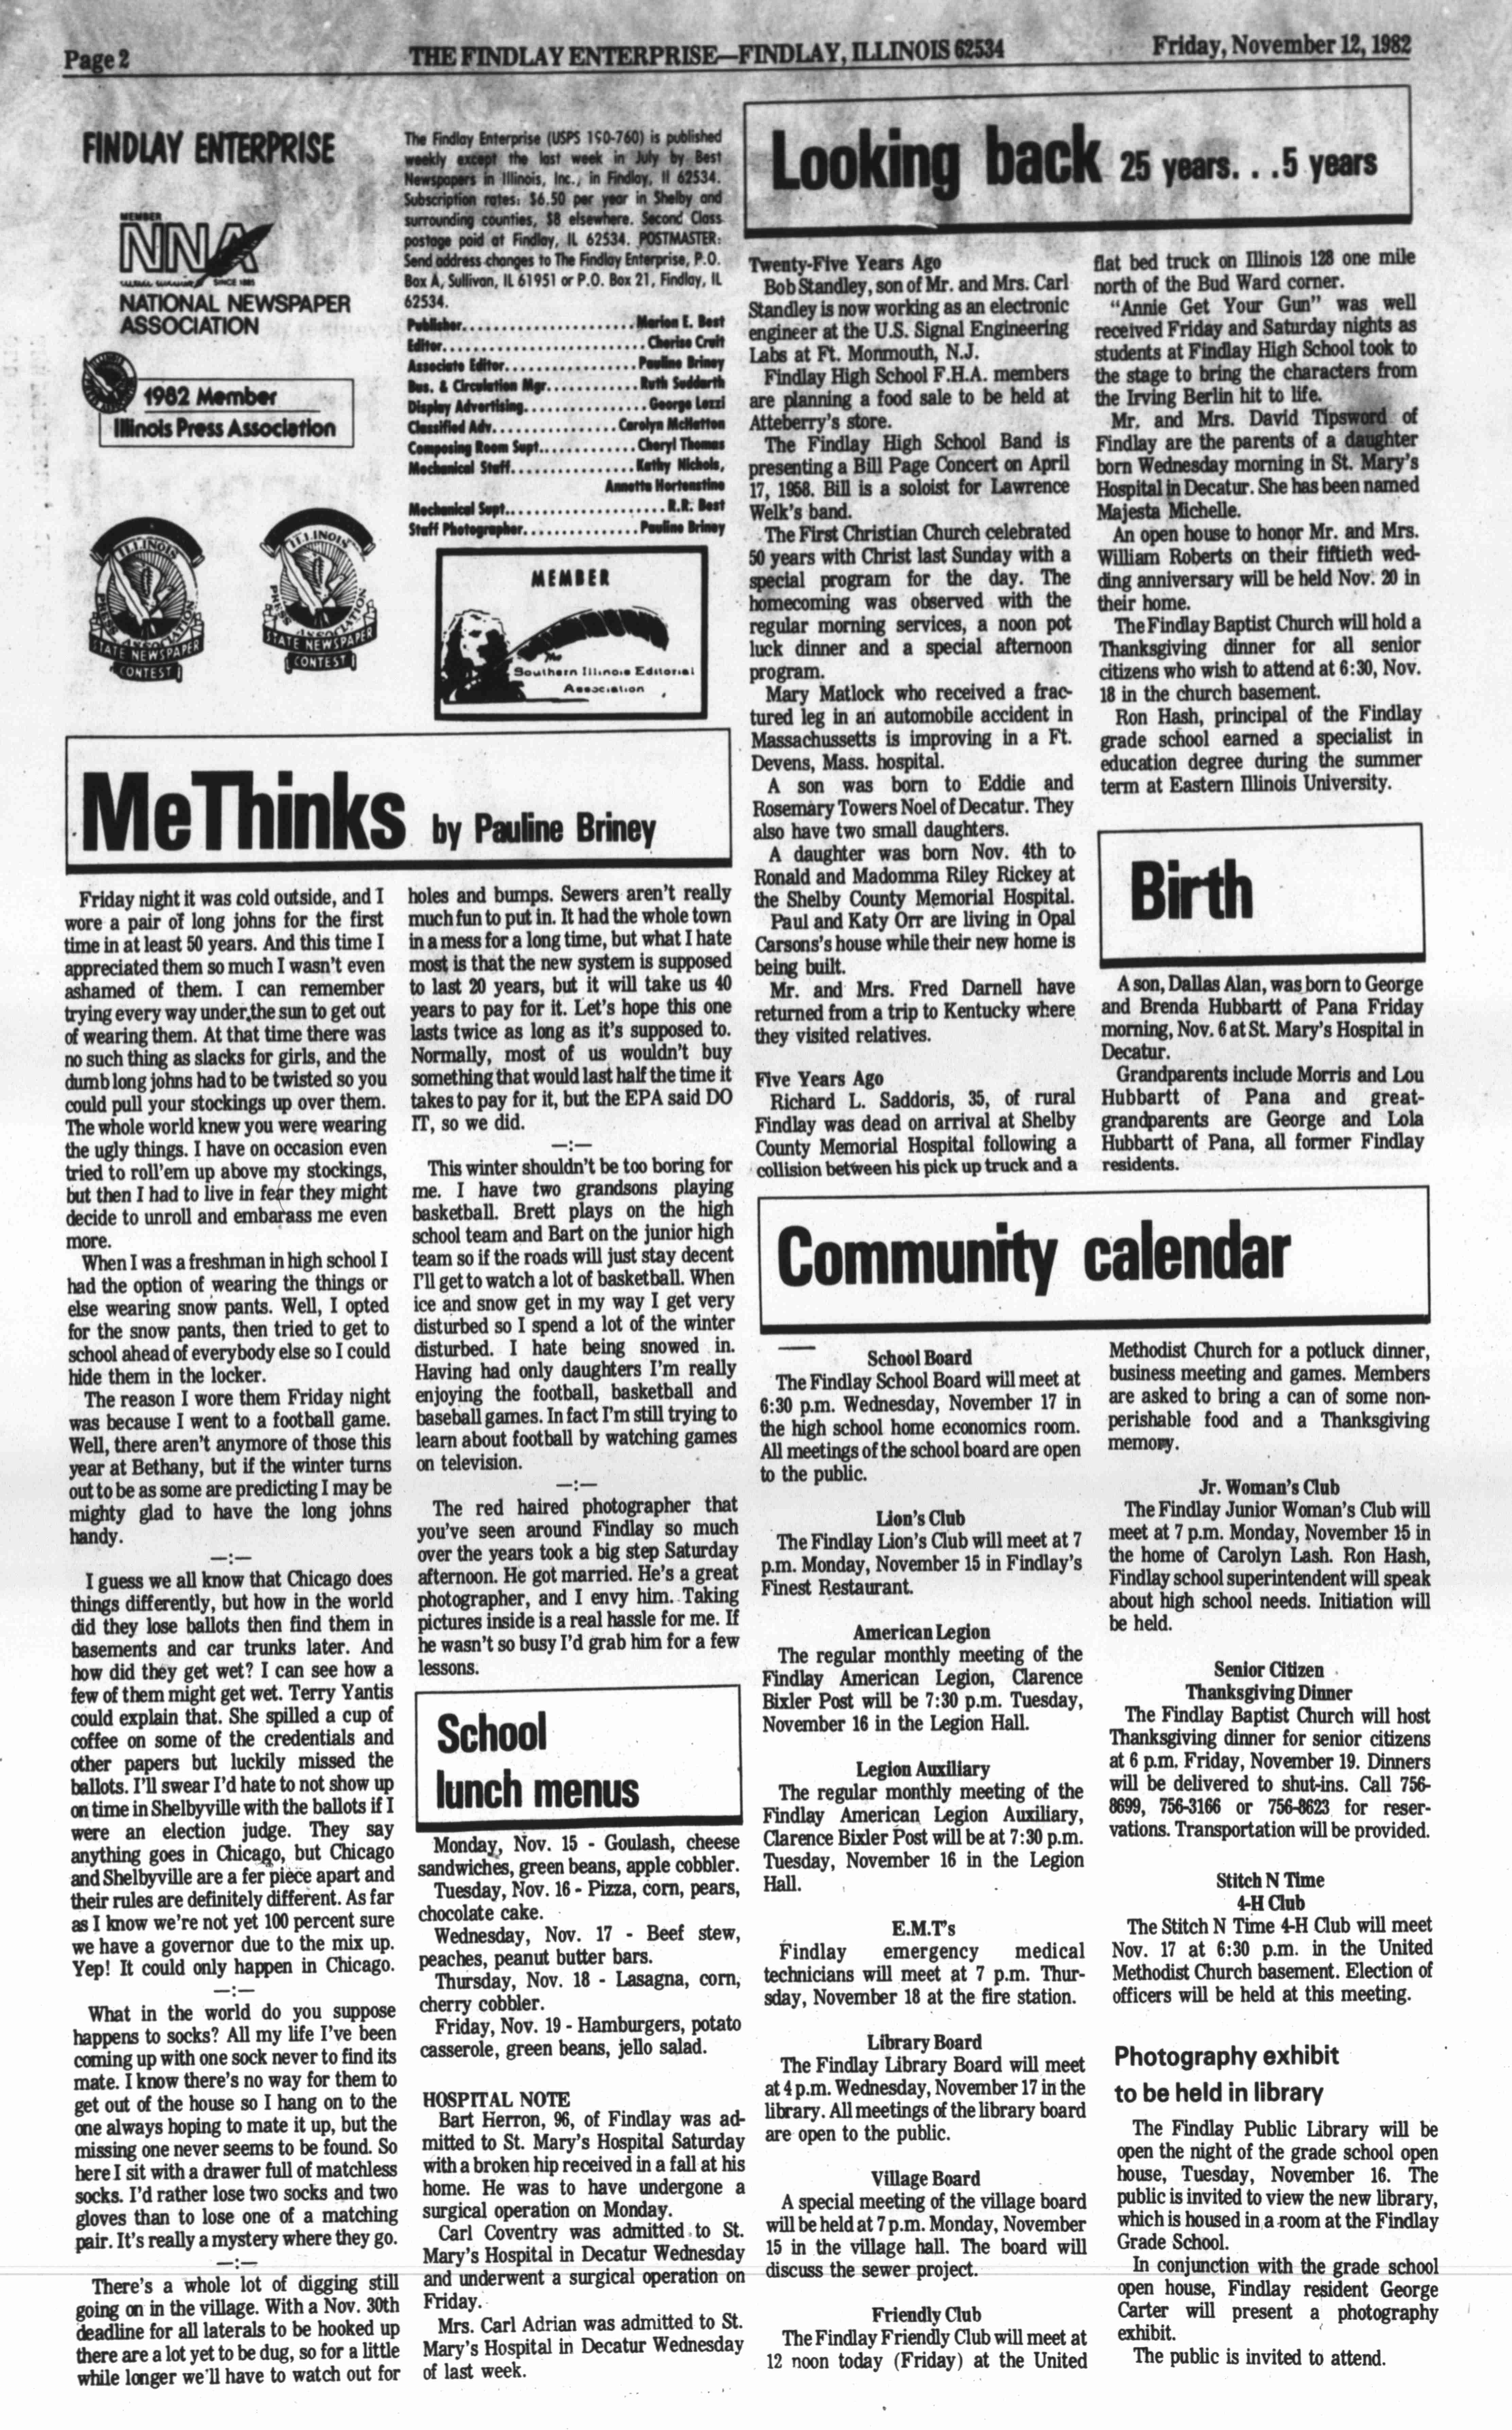 Page 2
THE FINDLAY ENTERPRISE—FINDLAY, ILLINOIS 62534
Friday, November 12, 1982
FINDLAY ENTERPRISE
MEMBER
NNA
SINCE 1885
NATIONAL NEWSPAPER
ASSOCIATION
1982 Member
Illinois Press Association
ILLINOIS
PRESS ASSOCIATION
STATE NEWSPAPER
CONTEST
ILLINOIS
PRESS ASSOCIATION
STATE NEWSPAPER
CONTEST
The Findlay Enterprise (USPS 190-760) is published
weekly except the last week in July by Best
Newspapers in Illinois, Inc., in Findlay, Il 62534.
Subscription rates: $6.50 per year in Shelby and
surrounding counties, $8 elsewhere. Second Class
postage paid at Findlay, IL 62534. POSTMASTER:
Send address changes to The Findlay Enterprise, P.O.
Box A, Sullivan, IL 61951 or P.O. Box 21, Findlay, IL
62534.
Publisher......................Marion E. Best
Editor..........................Cherise Cruit
Associate Editor.................Pauline Briney
Bus. & Circulation Mgr............Ruth Suddarth
Display Advertising................George Lozzi
Classified Adv................Carolyn McHatton
Composing Room Supt.............Cheryl Thomas
Mechanical Staff................Kathy Nichols,
Annette Hortenstine
Mechanical Supt.....................R.R. Best
Staff Photographer...............Pauline Briney
MEMBER
The
Southern Illinois Editorial
Association
MeThinks by Pauline Briney
Friday night it was cold outside, and I
wore a pair of long johns for the first
time in at least 50 years. And this time I
appreciated them so much I wasn't even
ashamed of them. I can remember
trying every way under the sun to get out
of wearing them. At that time there was
no such thing as slacks for girls, and the
dumb long johns had to be twisted so you
could pull your stockings up over them.
The whole world knew you were wearing
the ugly things. I have on occasion even
tried to roll'em up above my stockings,
but then I had to live in fear they might
decide to unroll and embarass me even
more.
When I was a freshman in high school I
had the option of wearing the things or
else wearing snow pants. Well, I opted
for the snow pants, then tried to get to
school ahead of everybody else so I could
hide them in the locker.
The reason I wore them Friday night
was because I went to a football game.
Well, there aren't anymore of those this
year at Bethany, but if the winter turns
out to be as some are predicting I may be
mighty glad to have the long johns
handy.
—:—
I guess we all know that Chicago does
things differently, but how in the world
did they lose ballots then find them in
basements and car trunks later. And
how did they get wet? I can see how a
few of them might get wet. Terry Yantis
could explain that. She spilled a cup of
coffee on some of the credentials and
other papers but luckily missed the
ballots. I'll swear I'd hate to not show up
on time in Shelbyville with the ballots if I
were an election judge. They say
anything goes in Chicago, but Chicago
and Shelbyville are a fer piece apart and
their rules are definitely different. As far
as I know we're not yet 100 percent sure
we have a governor due to the mix up.
Yep! It could only happen in Chicago.
—:—
What in the world do you suppose
happens to socks? All my life I've been
coming up with one sock never to find its
mate. I know there's no way for them to
get out of the house so I hang on to the
one always hoping to mate it up, but the
missing one never seems to be found. So
here I sit with a drawer full of matchless
socks. I'd rather lose two socks and two
gloves than to lose one of a matching
pair. It's really a mystery where they go.
—:—
There's a whole lot of digging still
going on in the village. With a Nov. 30th
deadline for all laterals to be hooked up
there are a lot yet to be dug, so for a little
while longer we'll have to watch out for
holes and bumps. Sewers aren't really
much fun to put in. It had the whole town
in a mess for a long time, but what I hate
most is that the new system is supposed
to last 20 years, but it will take us 40
years to pay for it. Let's hope this one
lasts twice as long as it's supposed to.
Normally, most of us wouldn't buy
something that would last half the time it
takes to pay for it, but the EPA said DO
IT, so we did.
—:—
This winter shouldn't be too boring for
me. I have two grandsons playing
basketball. Brett plays on the high
school team and Bart on the junior high
team so if the roads will just stay decent
I'll get to watch a lot of basketball. When
ice and snow get in my way I get very
disturbed so I spend a lot of the winter
disturbed. I hate being snowed in.
Having had only daughters I'm really
enjoying the football, basketball and
baseball games. In fact I'm still trying to
learn about football by watching games
on television.
—:—
The red haired photographer that
you've seen around Findlay so much
over the years took a big step Saturday
afternoon. He got married. He's a great
photographer, and I envy him. Taking
pictures inside is a real hassle for me. If
he wasn't so busy I'd grab him for a few
lessons.
School
lunch menus
Monday, Nov. 15 - Goulash, cheese
sandwiches, green beans, apple cobbler.
Tuesday, Nov. 16 - Pizza, corn, pears,
chocolate cake.
Wednesday, Nov. 17 - Beef stew,
peaches, peanut butter bars.
Thursday, Nov. 18 - Lasagna, corn,
cherry cobbler.
Friday, Nov. 19 - Hamburgers, potato
casserole, green beans, jello salad.
HOSPITAL NOTE
Bart Herron, 96, of Findlay was ad-
mitted to St. Mary's Hospital Saturday
with a broken hip received in a fall at his
home. He was to have undergone a
surgical operation on Monday.
Carl Coventry was admitted to St.
Mary's Hospital in Decatur Wednesday
and underwent a surgical operation on
Friday.
Mrs. Carl Adrian was admitted to St.
Mary's Hospital in Decatur Wednesday
of last week.
Looking back 25 years. . .5 years
Twenty-Five Years Ago
Bob Standley, son of Mr. and Mrs. Carl
Standley is now working as an electronic
engineer at the U.S. Signal Engineering
Labs at Ft. Monmouth, N.J.
Findlay High School F.H.A. members
are planning a food sale to be held at
Atteberry's store.
The Findlay High School Band is
presenting a Bill Page Concert on April
17, 1958. Bill is a soloist for Lawrence
Welk's band.
The First Christian Church celebrated
50 years with Christ last Sunday with a
special program for the day. The
homecoming was observed with the
regular morning services, a noon pot
luck dinner and a special afternoon
program.
Mary Matlock who received a frac-
tured leg in an automobile accident in
Massachussetts is improving in a Ft.
Devens, Mass. hospital.
A son was born to Eddie and
Rosemary Towers Noel of Decatur. They
also have two small daughters.
A daughter was born Nov. 4th to
Ronald and Madomma Riley Rickey at
the Shelby County Memorial Hospital.
Paul and Katy Orr are living in Opal
Carsons's house while their new home is
being built.
Mr. and Mrs. Fred Darnell have
returned from a trip to Kentucky where
they visited relatives.
Five Years Ago
Richard L. Saddoris, 35, of rural
Findlay was dead on arrival at Shelby
County Memorial Hospital following a
collision between his pick up truck and a
flat bed truck on Illinois 128 one mile
north of the Bud Ward corner.
"Annie Get Your Gun" was well
received Friday and Saturday nights as
students at Findlay High School took to
the stage to bring the characters from
the Irving Berlin hit to life.
Mr. and Mrs. David Tipsword of
Findlay are the parents of a daughter
born Wednesday morning in St. Mary's
Hospital in Decatur. She has been named
Majesta Michelle.
An open house to honor Mr. and Mrs.
William Roberts on their fiftieth wed-
ding anniversary will be held Nov. 20 in
their home.
The Findlay Baptist Church will hold a
Thanksgiving dinner for all senior
citizens who wish to attend at 6:30, Nov.
18 in the church basement.
Ron Hash, principal of the Findlay
grade school earned a specialist in
education degree during the summer
term at Eastern Illinois University.
Birth
A son, Dallas Alan, was born to George
and Brenda Hubbartt of Pana Friday
morning, Nov. 6 at St. Mary's Hospital in
Decatur.
Grandparents include Morris and Lou
Hubbartt of Pana and great-
grandparents are George and Lola
Hubbartt of Pana, all former Findlay
residents.
Community calendar
School Board
The Findlay School Board will meet at
6:30 p.m. Wednesday, November 17 in
the high school home economics room.
All meetings of the school board are open
to the public.
Lion's Club
The Findlay Lion's Club will meet at 7
p.m. Monday, November 15 in Findlay's
Finest Restaurant.
American Legion
The regular monthly meeting of the
Findlay American Legion, Clarence
Bixler Post will be 7:30 p.m. Tuesday,
November 16 in the Legion Hall.
Legion Auxiliary
The regular monthly meeting of the
Findlay American Legion Auxiliary,
Clarence Bixler Post will be at 7:30 p.m.
Tuesday, November 16 in the Legion
Hall.
E.M.T's
Findlay emergency medical
technicians will meet at 7 p.m. Thur-
sday, November 18 at the fire station.
Library Board
The Findlay Library Board will meet
at 4 p.m. Wednesday, November 17 in the
library. All meetings of the library board
are open to the public.
Village Board
A special meeting of the village board
will be held at 7 p.m. Monday, November
15 in the village hall. The board will
discuss the sewer project.
Friendly Club
The Findlay Friendly Club will meet at
12 noon today (Friday) at the United
Methodist Church for a potluck dinner,
business meeting and games. Members
are asked to bring a can of some non-
perishable food and a Thanksgiving
memory.
Jr. Woman's Club
The Findlay Junior Woman's Club will
meet at 7 p.m. Monday, November 15 in
the home of Carolyn Lash. Ron Hash,
Findlay school superintendent will speak
about high school needs. Initiation will
be held.
Senior Citizen
Thanksgiving Dinner
The Findlay Baptist Church will host
Thanksgiving dinner for senior citizens
at 6 p.m. Friday, November 19. Dinners
will be delivered to shut-ins. Call 756-
8699, 756-3166 or 756-8623 for reser-
vations. Transportation will be provided.
Stitch N Time
4-H Club
The Stitch N Time 4-H Club will meet
Nov. 17 at 6:30 p.m. in the United
Methodist Church basement. Election of
officers will be held at this meeting.
Photography exhibit
to be held in library
The Findlay Public Library will be
open the night of the grade school open
house, Tuesday, November 16. The
public is invited to view the new library,
which is housed in a room at the Findlay
Grade School.
In conjunction with the grade school
open house, Findlay resident George
Carter will present a photography
exhibit.
The public is invited to attend.